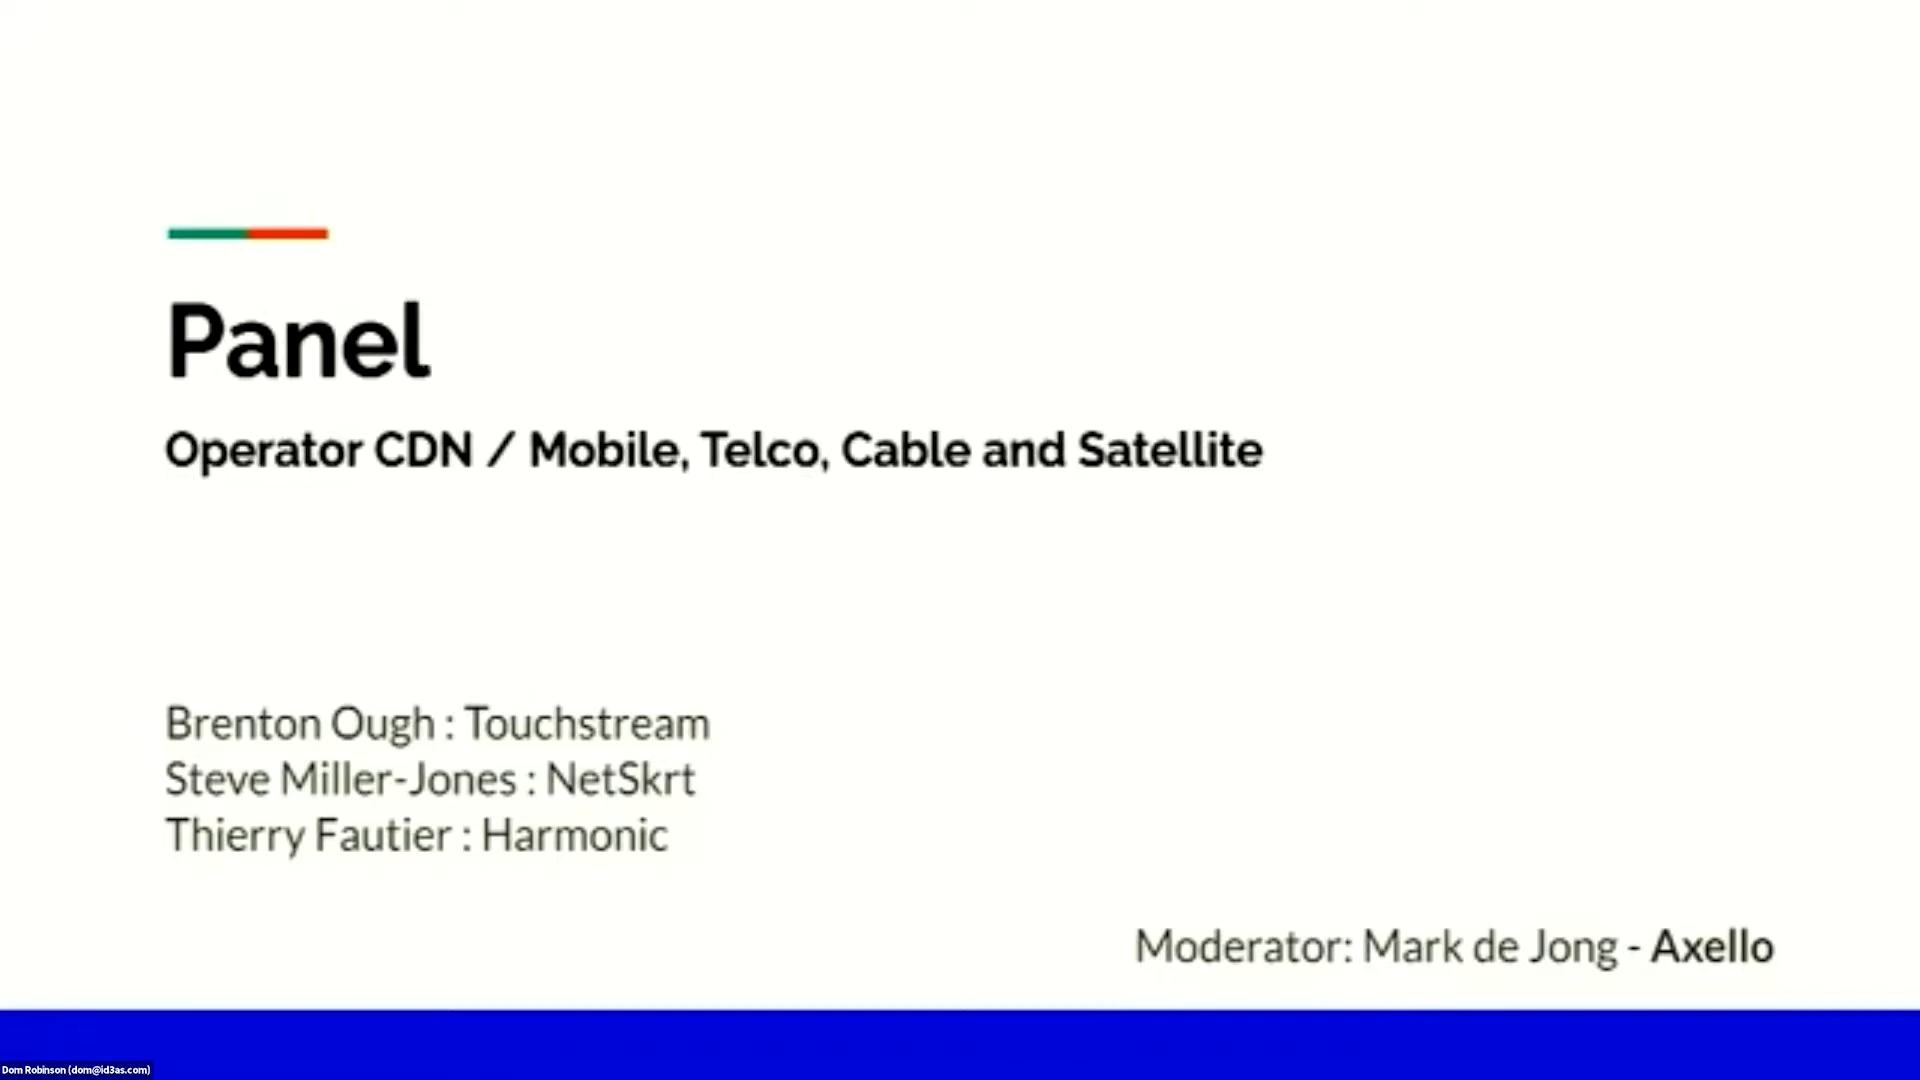 Panel
Operator CDN / Mobile, Telco, Cable and Satellite
Brenton Ough : Touchstream
Steve Miller-Jones : NetSkrt
Thierry Fautier : Harmonic
Moderator: Mark de Jong - Axello
Dom Robinson (dom@id3as.com)